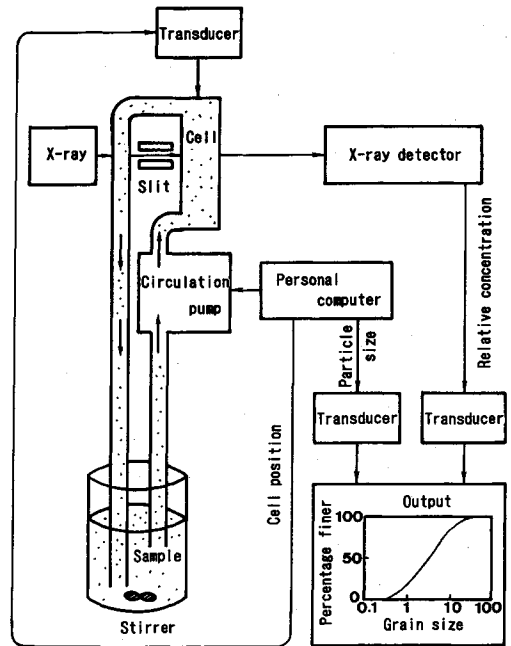 Transducer
X-ray
Cell
Slit
X-ray detector
Circulation
pump
Personal
computer
Particle
size
Relative concentration
Transducer
Transducer
Cell position
Sample
Stirrer
Output
Percentage finer
100
50
0
0.1
1
10
100
Grain size